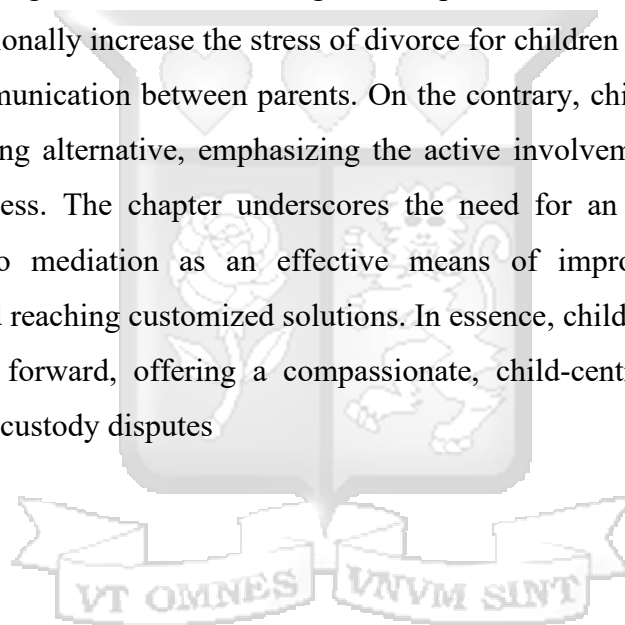 ionally increase the stress of divorce for children
munication between parents. On the contrary, chi
ng alternative, emphasizing the active involvem
ess. The chapter underscores the need for an
o mediation as an effective means of impro
l reaching customized solutions. In essence, child
forward, offering a compassionate, child-centr
custody disputes
VT OMNES VNVM SINT